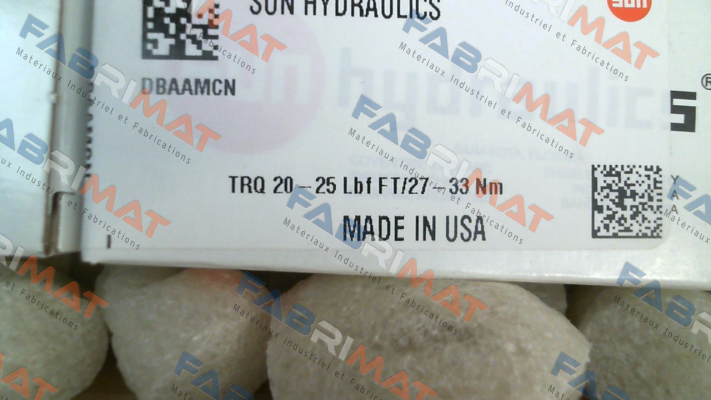 SUN HYDRAULICS
sun
DBAAMCN
S®
TRQ 20-25 Lbf FT/27-33 Nm
MADE IN USA
FABRIMAT
Materiaux Industriel et Fabrications